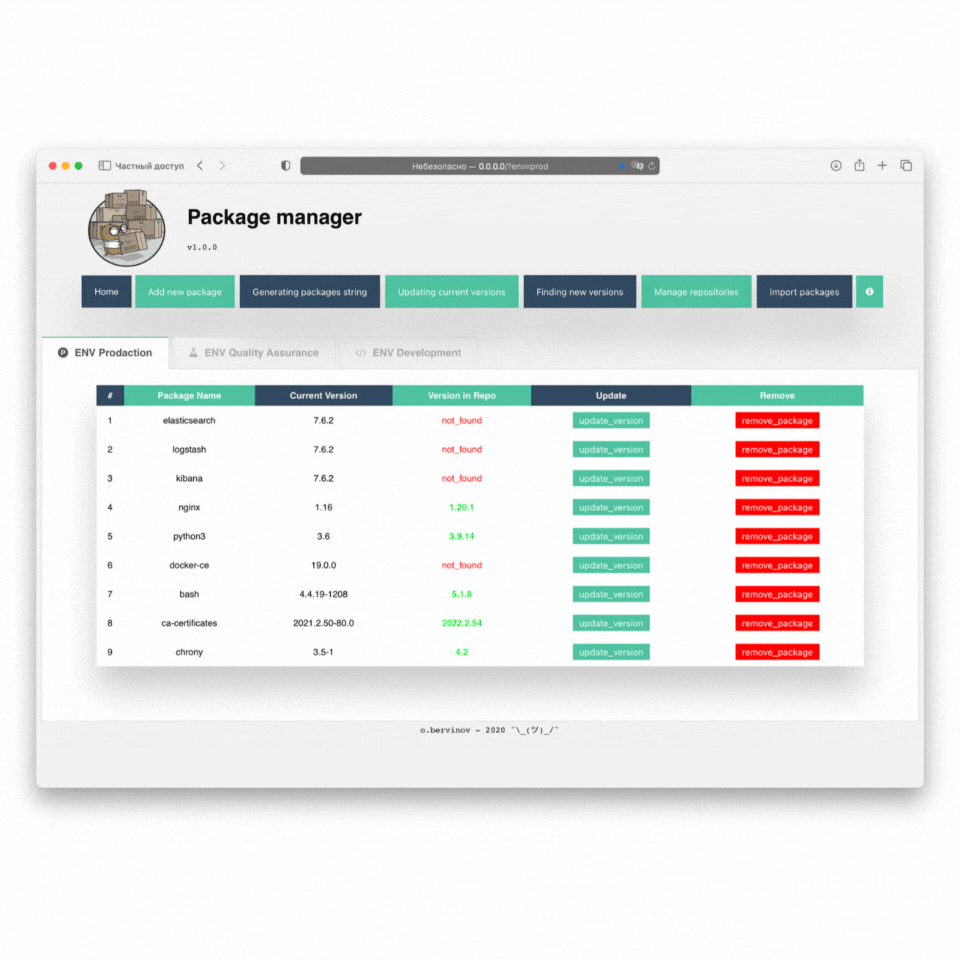 Частный доступ
Небезопасно — 0.0.0.0/?env=prod
Package manager
v1.0.0
Home Add new package Generating packages string Updating current versions Finding new versions Manage repositories Import packages
ENV Production ENV Quality Assurance ENV Development
# Package Name Current Version Version in Repo Update Remove
1 elasticsearch 7.6.2 not_found update_version remove_package
2 logstash 7.6.2 not_found update_version remove_package
3 kibana 7.6.2 not_found update_version remove_package
4 nginx 1.16 1.20.1 update_version remove_package
5 python3 3.6 3.9.14 update_version remove_package
6 docker-ce 19.0.0 not_found update_version remove_package
7 bash 4.4.19-1208 5.1.8 update_version remove_package
8 ca-certificates 2021.2.50-80.0 2022.2.54 update_version remove_package
9 chrony 3.5-1 4.2 update_version remove_package
o.bervinov - 2020 ¯\_(ツ)_/¯